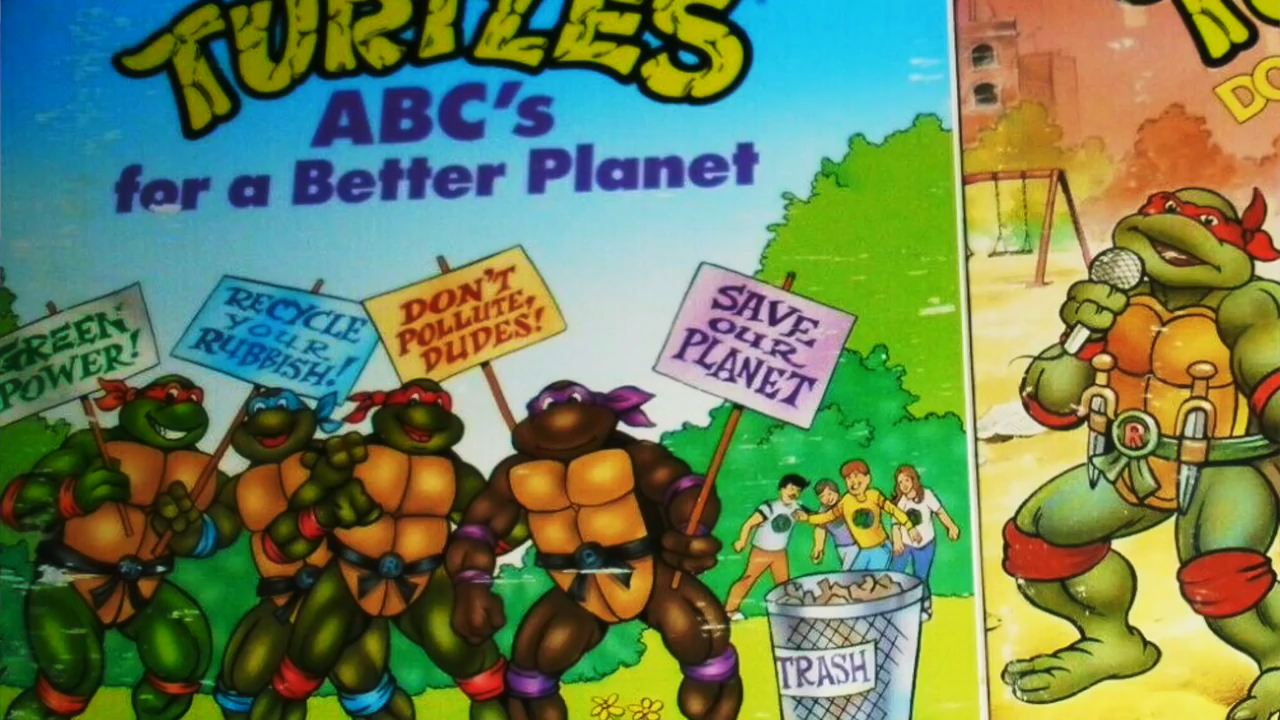 TURTLES
ABC's
for a Better Planet
GREEN
POWER!
RECYCLE
YOUR
RUBBISH!
DON'T
POLLUTE,
DUDES!
SAVE
OUR
PLANET
TRASH
R